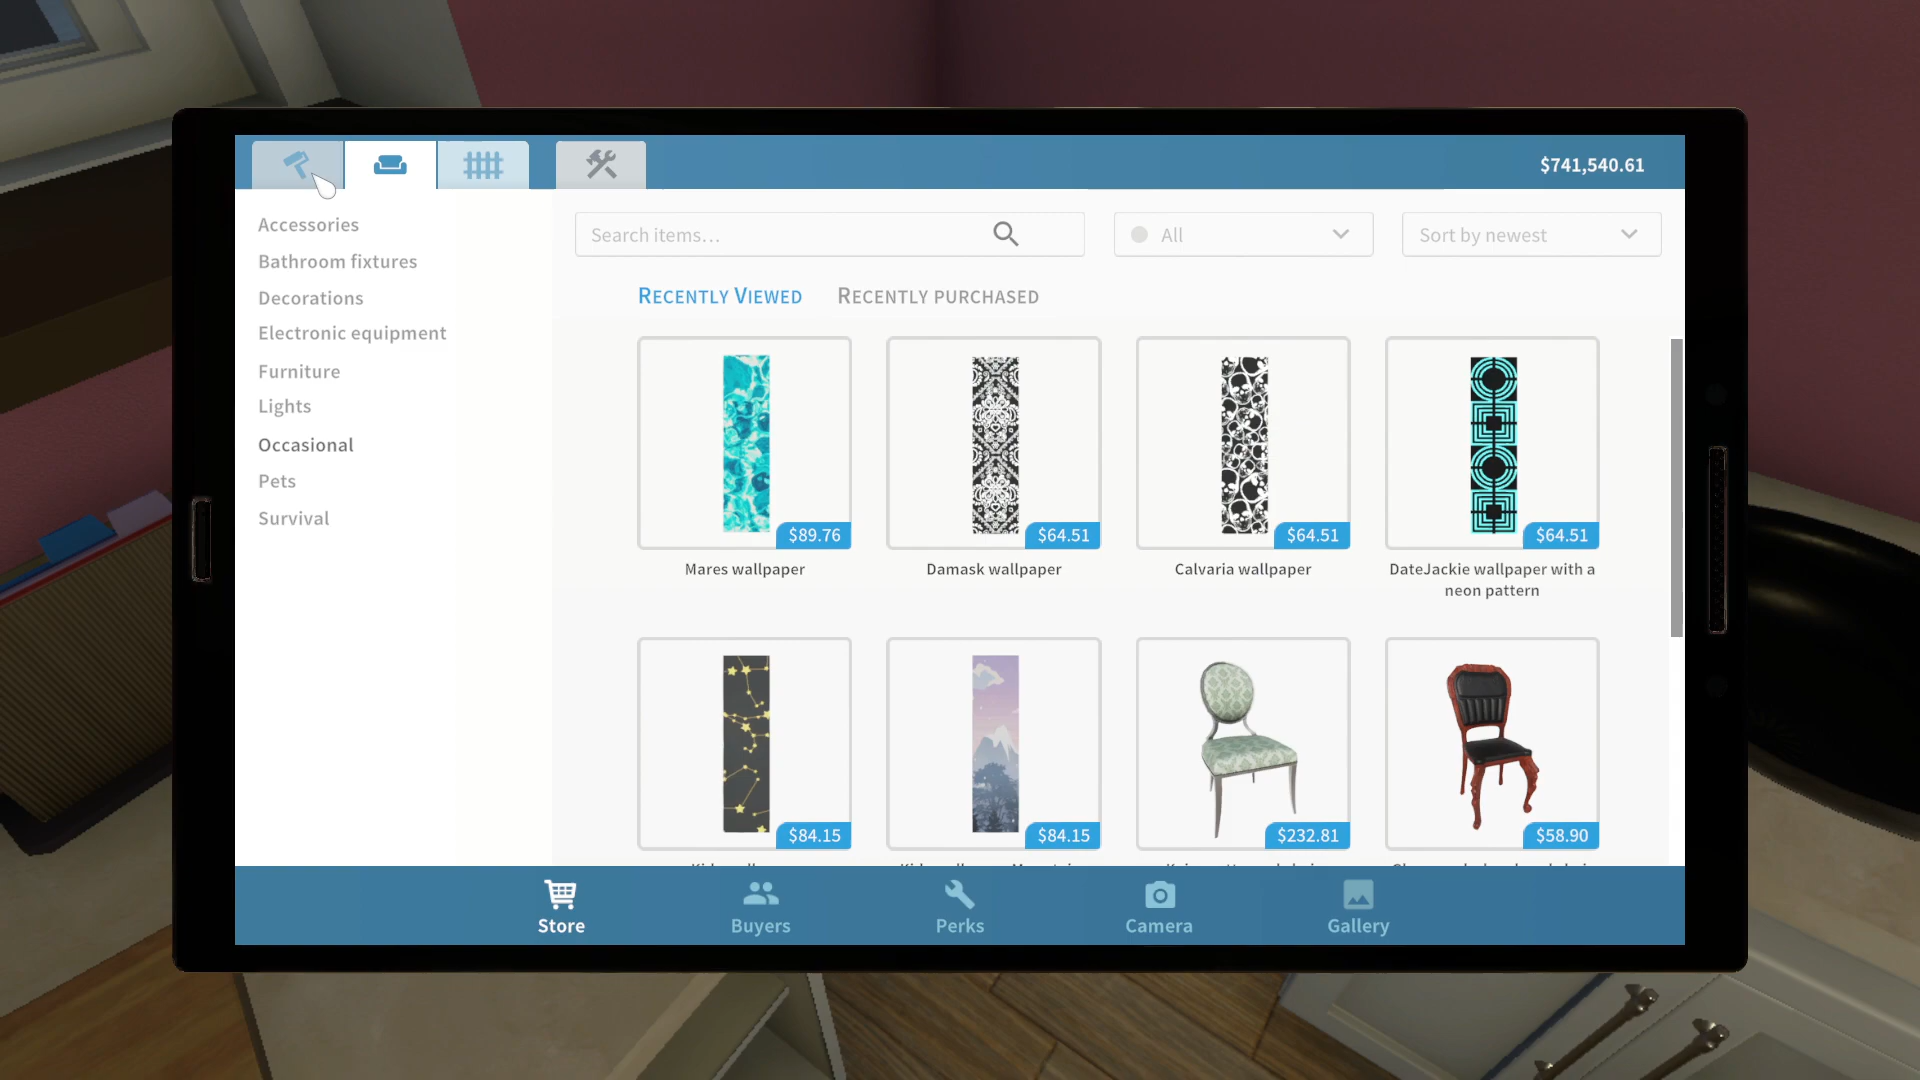 $741,540.61
Accessories
Bathroom fixtures
Decorations
Electronic equipment
Furniture
Lights
Occasional
Pets
Survival
Search items...
All
Sort by newest
RECENTLY VIEWED
RECENTLY PURCHASED
$89.76
$64.51
$64.51
$64.51
Mares wallpaper
Damask wallpaper
Calvaria wallpaper
DateJackie wallpaper with a
neon pattern
$84.15
$84.15
$232.81
$58.90
Store
Buyers
Perks
Camera
Gallery